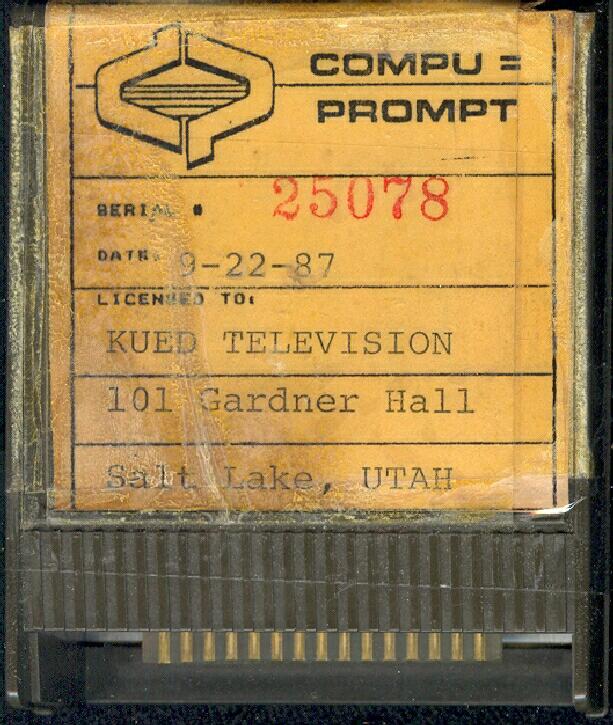 COMPU =
PROMPT
SERIAL # 25078
DATE: 9-22-87
LICENSED TO:
KUED TELEVISION
101 Gardner Hall
Salt Lake, UTAH